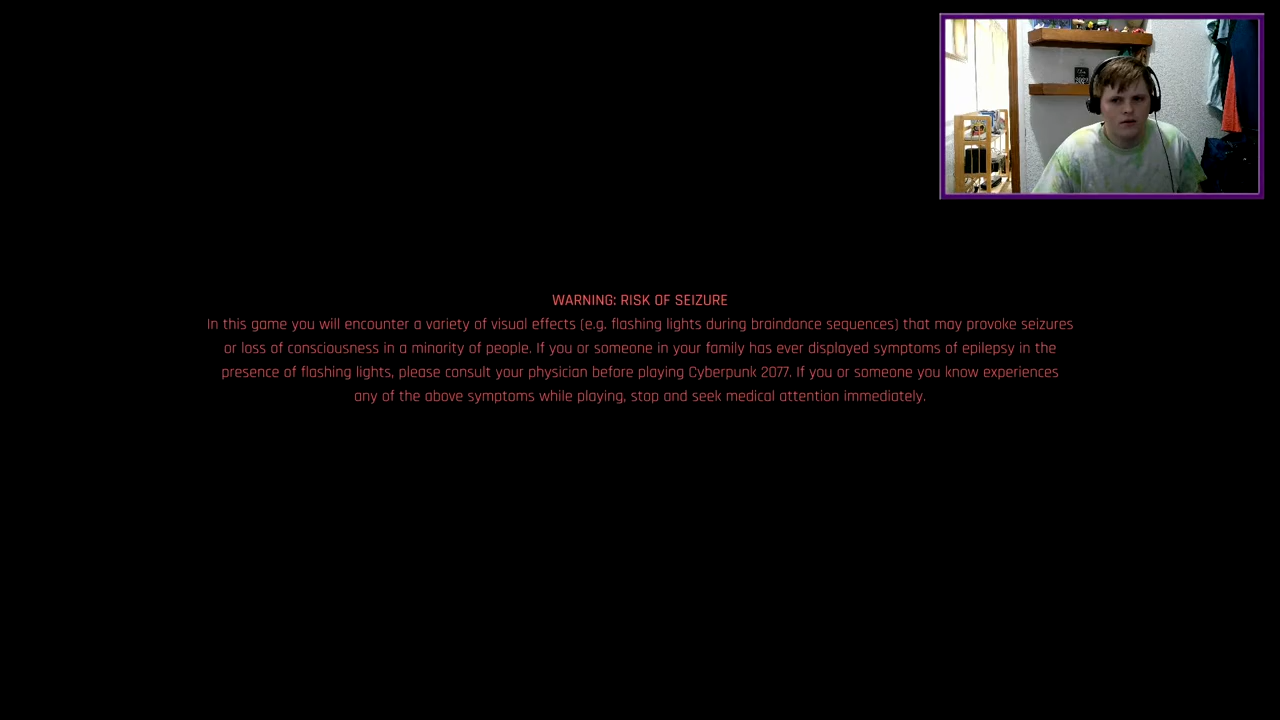 WARNING: RISK OF SEIZURE
In this game you will encounter a variety of visual effects (e.g. flashing lights during braindance sequences) that may provoke seizures
or loss of consciousness in a minority of people. If you or someone in your family has ever displayed symptoms of epilepsy in the
presence of flashing lights, please consult your physician before playing Cyberpunk 2077. If you or someone you know experiences
any of the above symptoms while playing, stop and seek medical attention immediately.